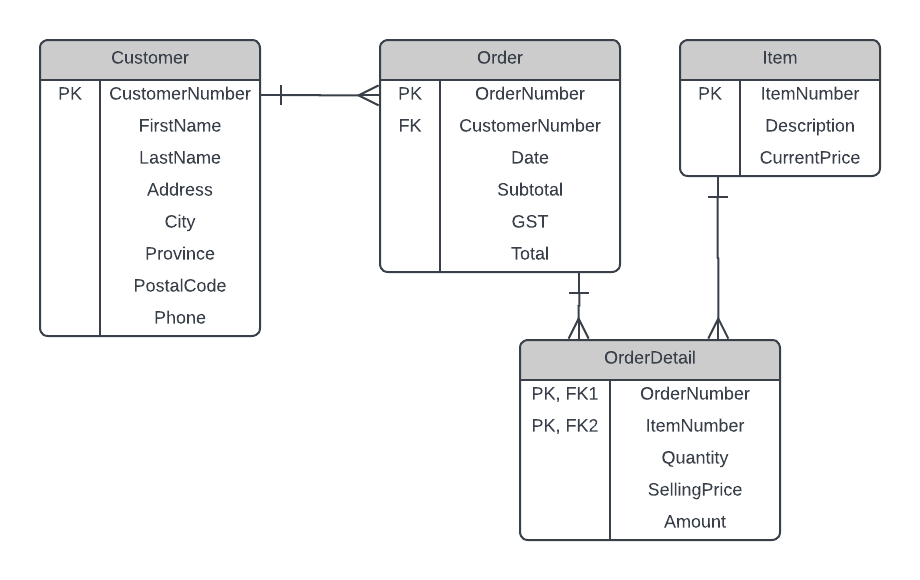 Customer
PK CustomerNumber
FirstName
LastName
Address
City
Province
PostalCode
Phone
Order
PK OrderNumber
FK CustomerNumber
Date
Subtotal
GST
Total
Item
PK ItemNumber
Description
CurrentPrice
OrderDetail
PK, FK1 OrderNumber
PK, FK2 ItemNumber
Quantity
SellingPrice
Amount